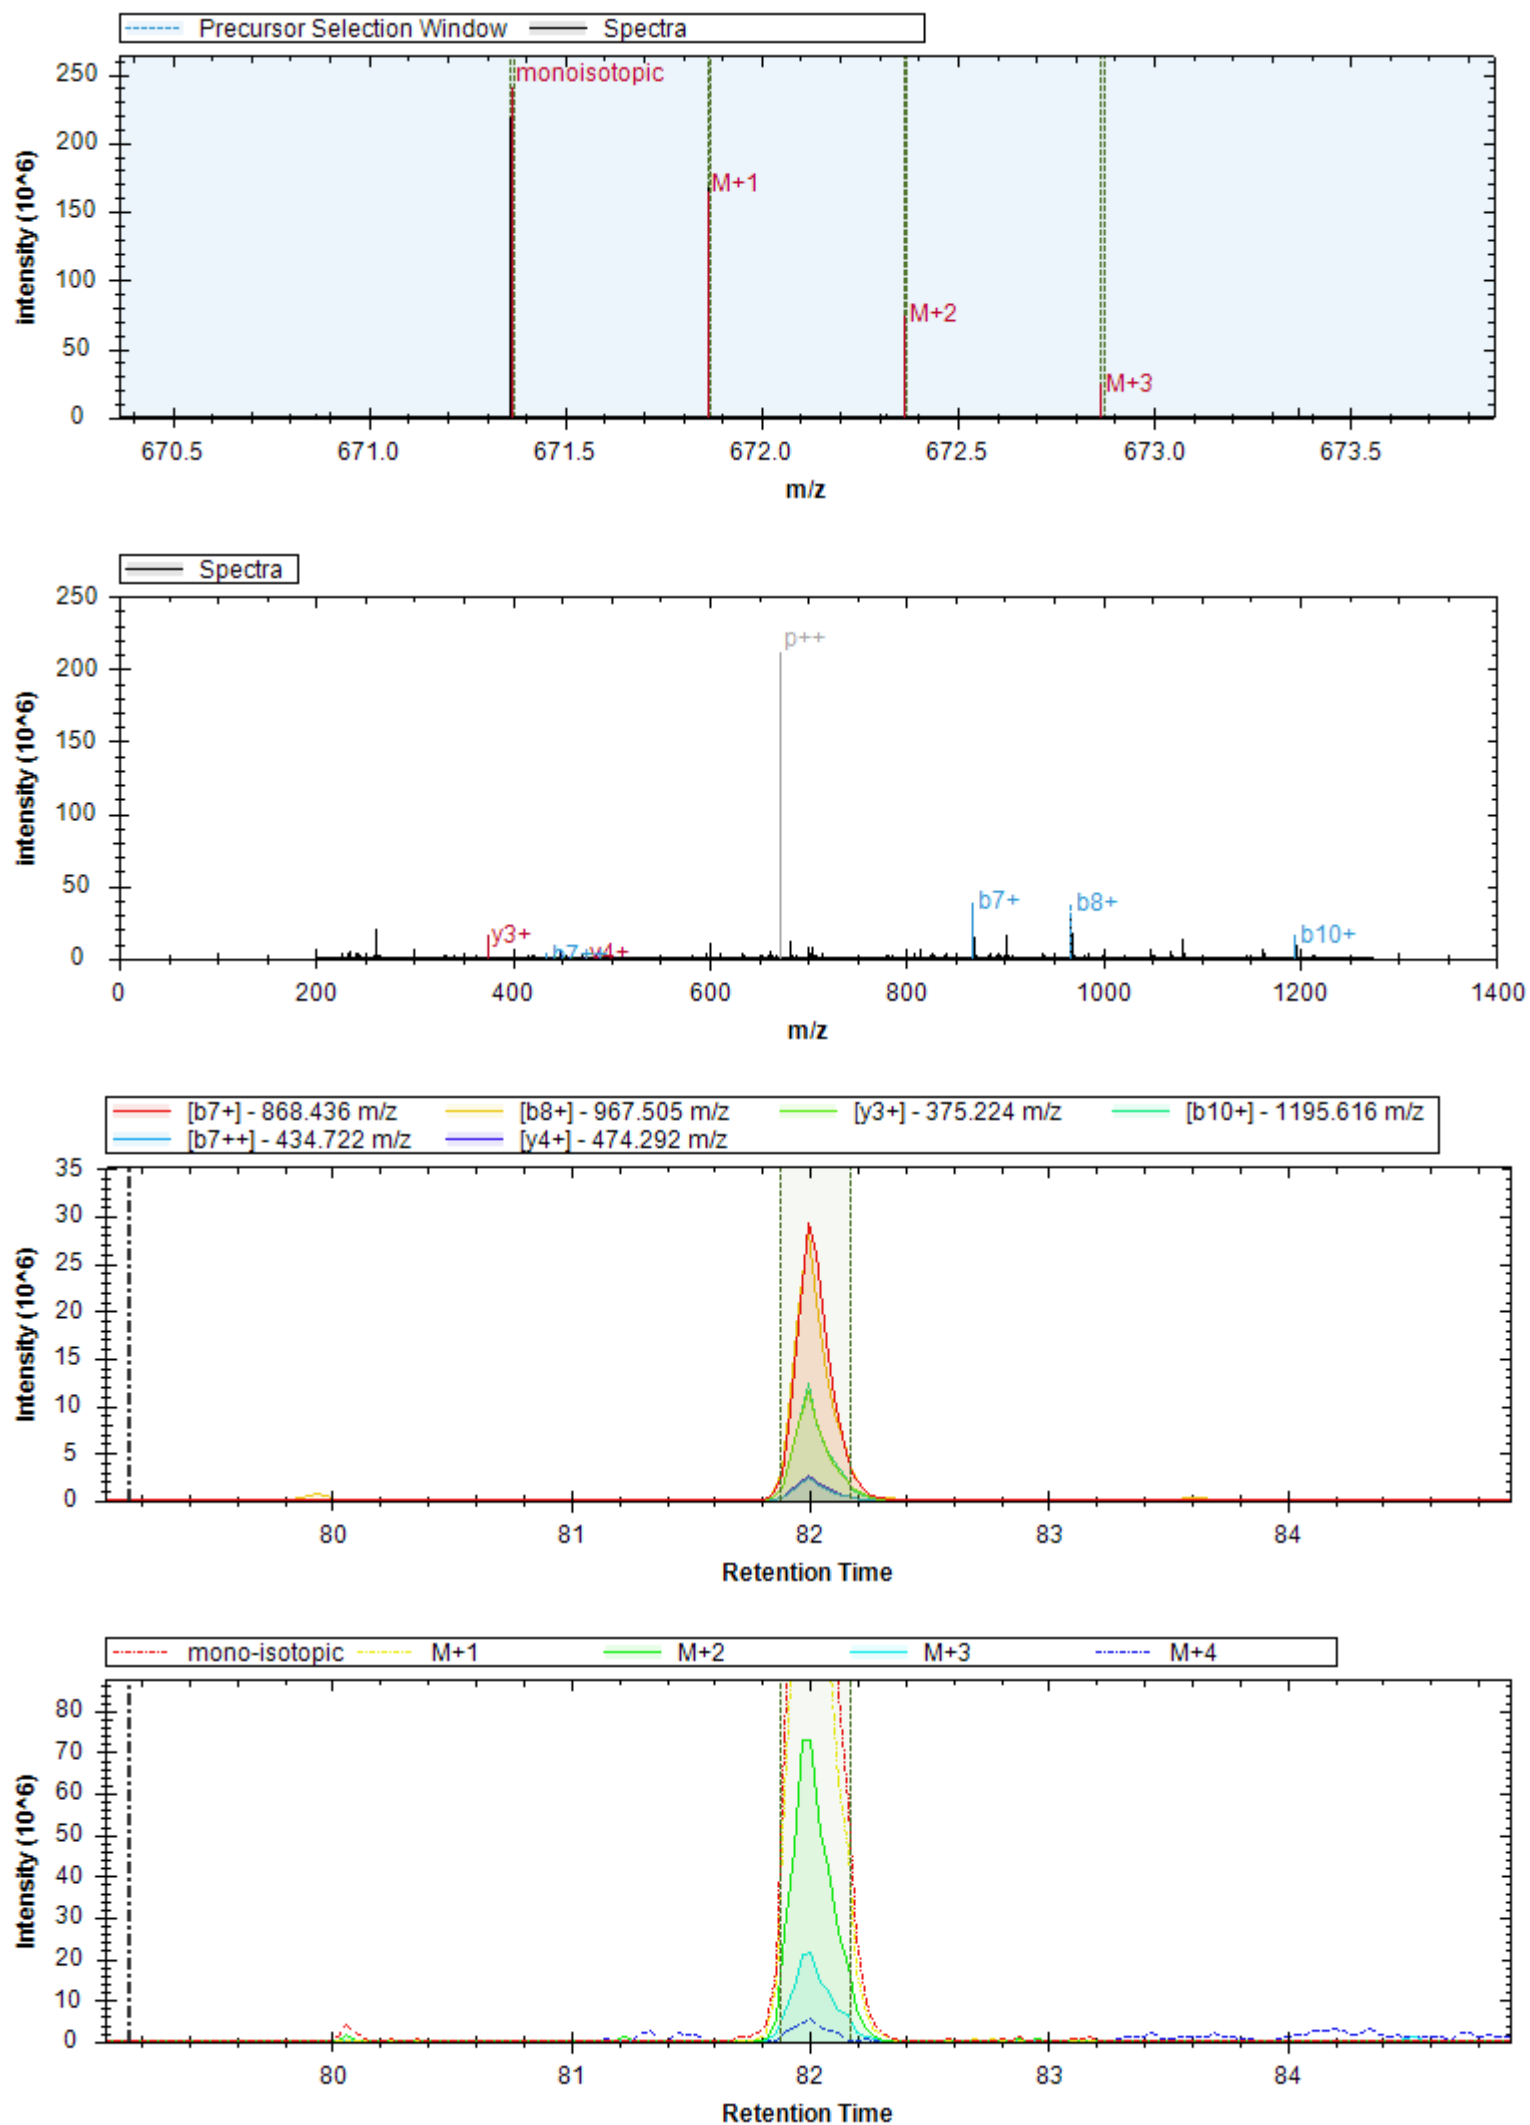 Precursor Selection Window Spectra
250
200
150
100
50
0
intensity (10^6)
monoisotopic
M+1
M+2
M+3
670.5 671.0 671.5 672.0 672.5 673.0 673.5
m/z
Spectra
250
200
150
100
50
0
intensity (10^6)
p++
y3+
y4+
b7+
b8+
b10+
0 200 400 600 800 1000 1200 1400
m/z
[b7+] - 868.436 m/z [b8+] - 967.505 m/z [y3+] - 375.224 m/z [b10+] - 1195.616 m/z
[b7++] - 434.722 m/z [y4+] - 474.292 m/z
35
30
25
20
15
10
5
0
Intensity (10^6)
80 81 82 83 84
Retention Time
mono-isotopic M+1 M+2 M+3 M+4
80
70
60
50
40
30
20
10
0
Intensity (10^6)
80 81 82 83 84
Retention Time